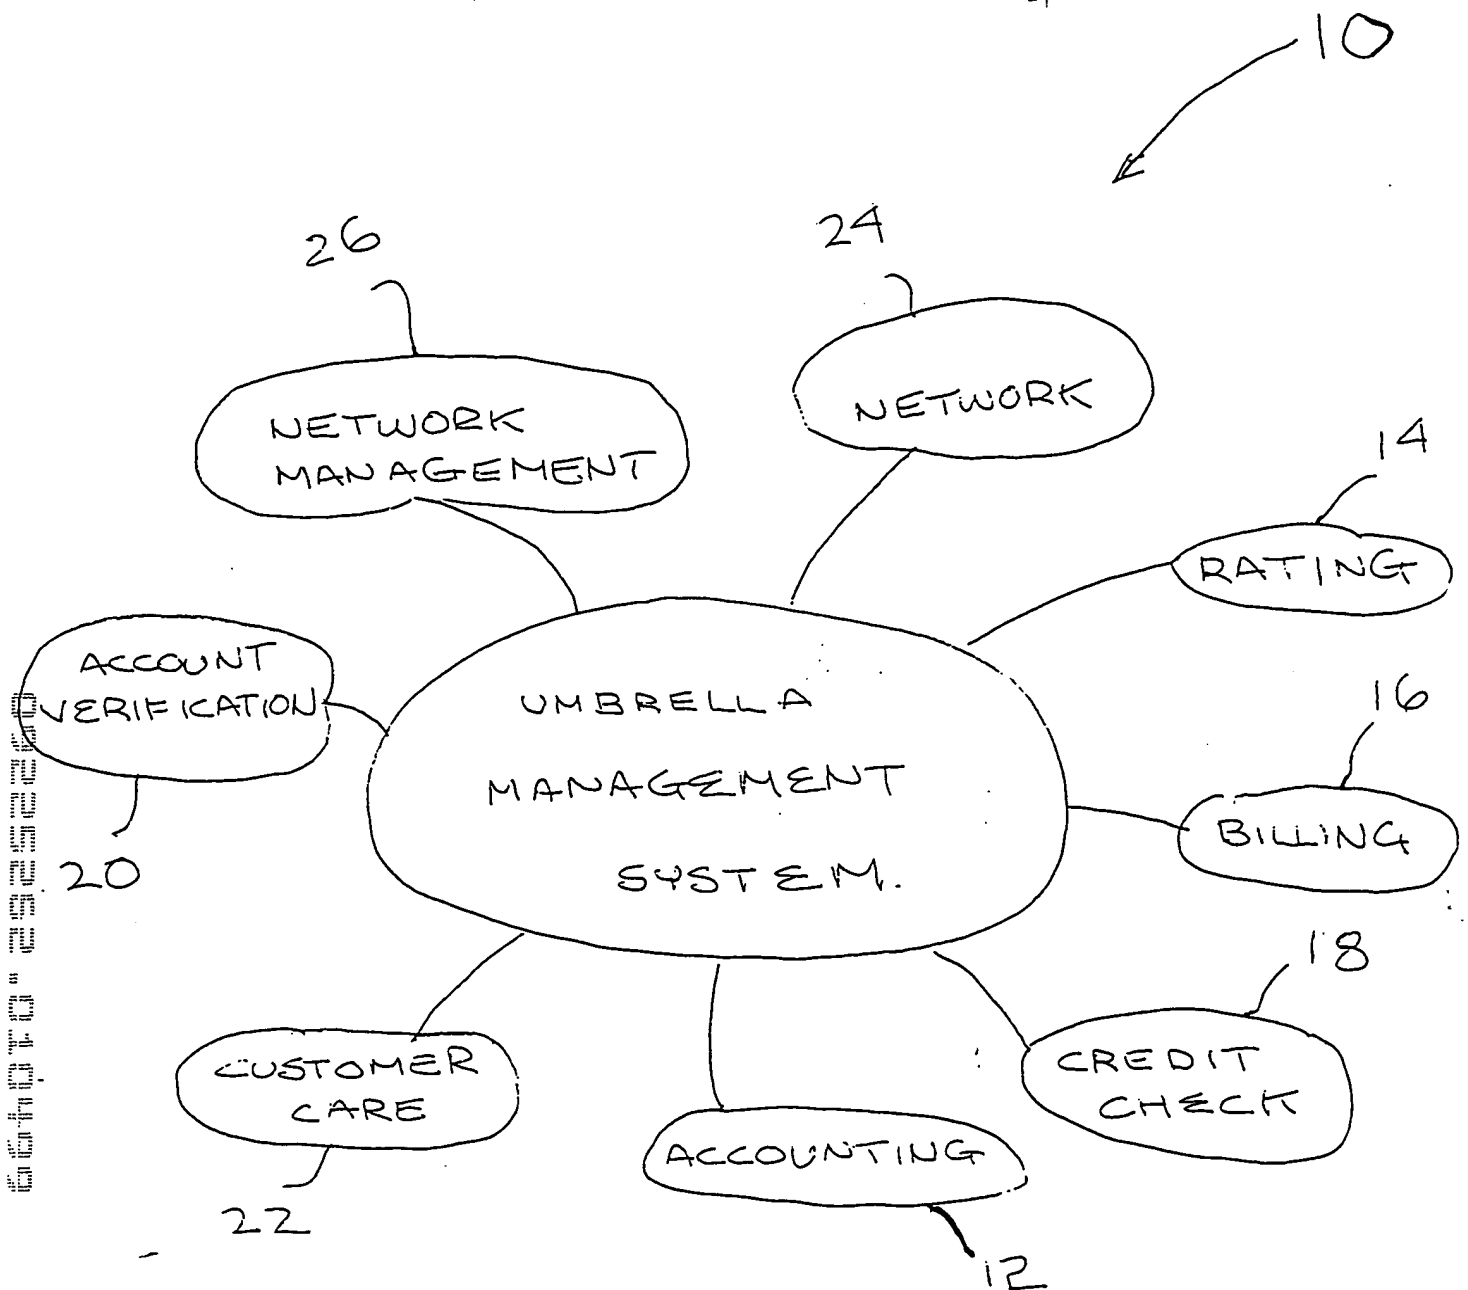 10
26
24
NETWORK
MANAGEMENT
NETWORK
14
RATING
ACCOUNT
VERIFICATION
20
UMBRELLA
MANAGEMENT
SYSTEM.
16
BILLING
18
CREDIT
CHECK
CUSTOMER
CARE
22
ACCOUNTING
12